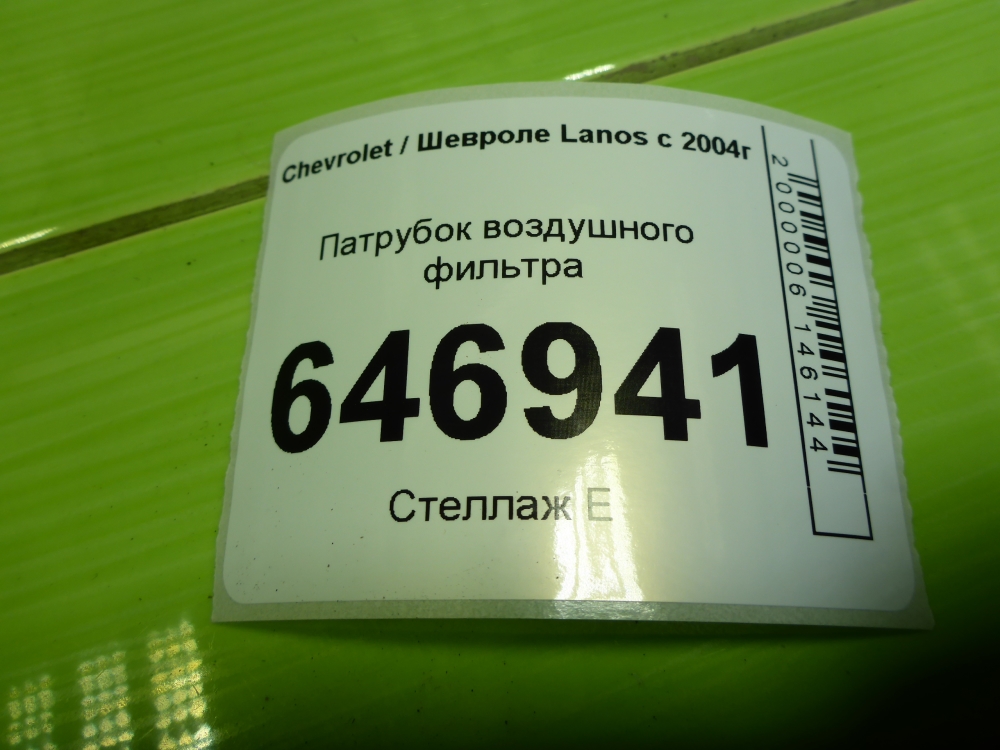 Chevrolet / Шевроле Lanos с 2004г
Патрубок воздушного
фильтра
646941
Стеллаж Е
2000006146144